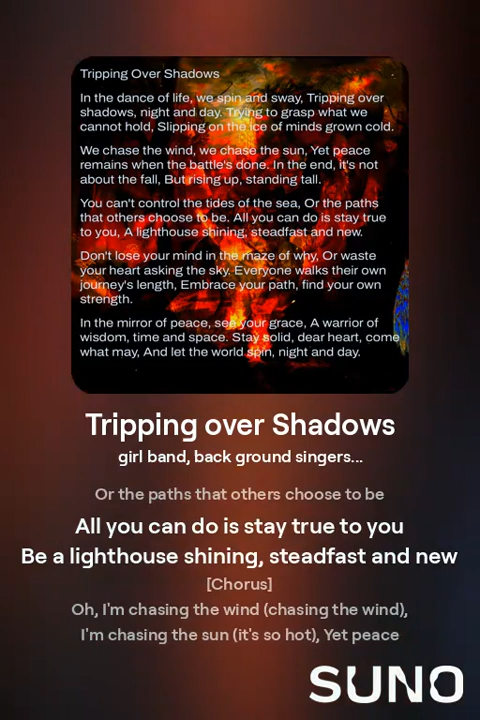 Tripping Over Shadows
In the dance of life, we spin and sway, Tripping over
shadows, night and day. Trying to grasp what we
cannot hold, Slipping on the ice of minds grown cold.
We chase the wind, we chase the sun, Yet peace
remains when the battle's done. In the end, it's not
about the fall, But rising up, standing tall.
You can't control the tides of the sea, Or the paths
that others choose to be. All you can do is stay true
to you, A lighthouse shining, steadfast and new.
Don't lose your mind in the maze of why, Or waste
your heart asking the sky. Everyone walks their own
journey's length, Embrace your path, find your own
strength.
In the mirror of peace, see your grace, A warrior of
wisdom, time and space. Stay solid, dear heart, come
what may, And let the world spin, night and day.
Tripping over Shadows
girl band, back ground singers...
Or the paths that others choose to be
All you can do is stay true to you
Be a lighthouse shining, steadfast and new
[Chorus]
Oh, I'm chasing the wind (chasing the wind),
I'm chasing the sun (it's so hot), Yet peace
SUNO